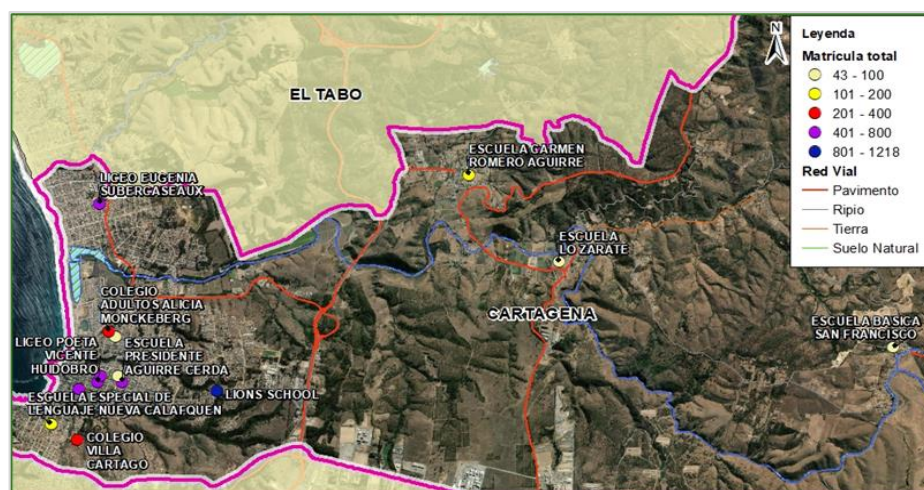 EL TABO
N
Leyenda
Matrícula total
43 - 100
101 - 200
201 - 400
401 - 800
801 - 1218
Red Vial
Pavimento
Ripio
Tierra
Suelo Natural
ESCUELA CARMEN
ROMERO AGUIRRE
LICEO EUGENIA
SUBERCASEAUX
ESCUELA
LO ZARATE
COLEGIO
ADULTOS ALICIA
MONCKEBERG
CARTAGENA
ESCUELA BASICA
SAN FRANCISCO
LICEO POETA
VICENTE
HUIDOBRO
ESCUELA
PRESIDENTE
AGUIRRE CERDA
LIONS SCHOOL
ESCUELA ESPECIAL DE
LENGUAJE NUEVA CALAFQUEN
COLEGIO
VILLA
CARTAGO